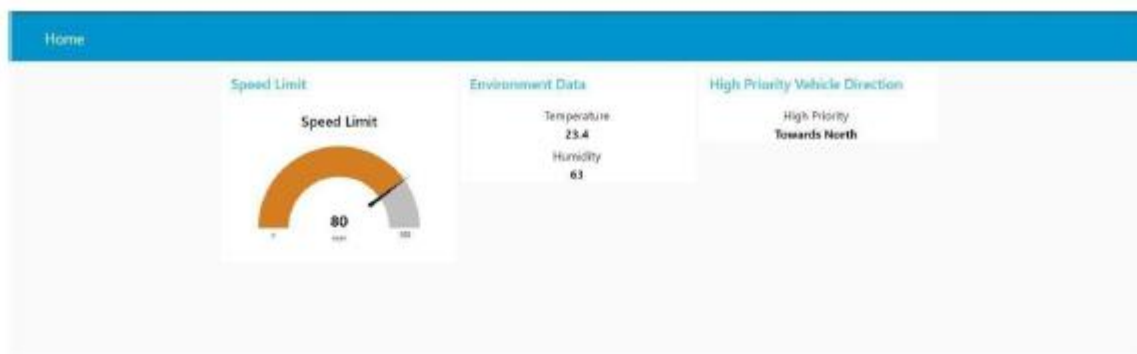 Home
Speed Limit
Speed Limit
80
Environment Data
Temperature
23.4
Humidity
63
High Priority Vehicle Direction
High Priority
Towards North